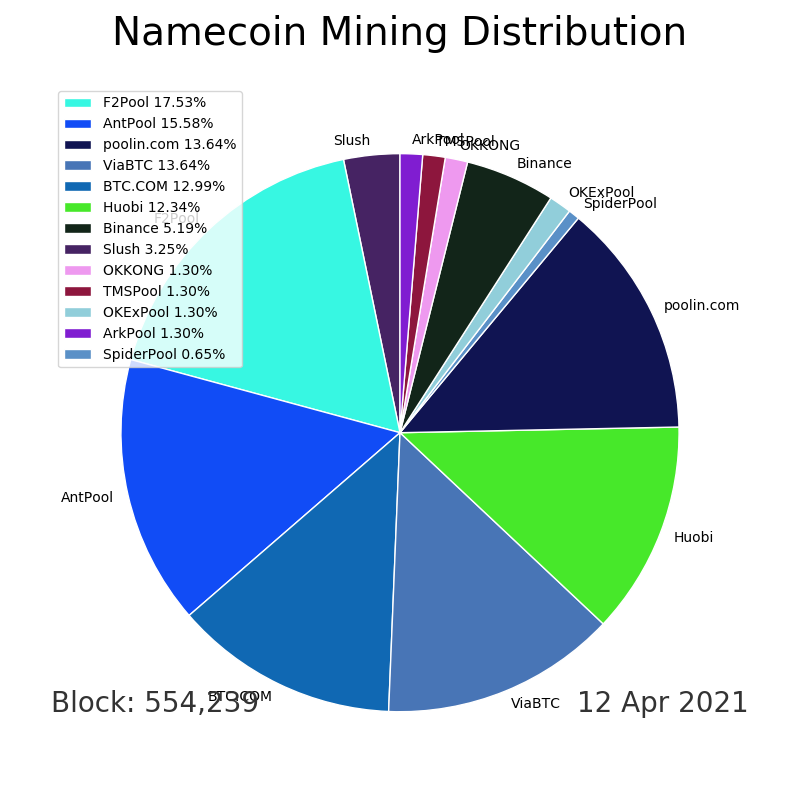 Namecoin Mining Distribution
F2Pool 17.53%
AntPool 15.58%
poolin.com 13.64%
ViaBTC 13.64%
BTC.COM 12.99%
Huobi 12.34%
Binance 5.19%
Slush 3.25%
OKKONG 1.30%
TMSPool 1.30%
OKExPool 1.30%
ArkPool 1.30%
SpiderPool 0.65%
Slush
ArkPool
TMSPool
OKKONG
Binance
OKExPool
SpiderPool
F2Pool
poolin.com
AntPool
Huobi
BTC.COM
ViaBTC
Block: 554,239
12 Apr 2021